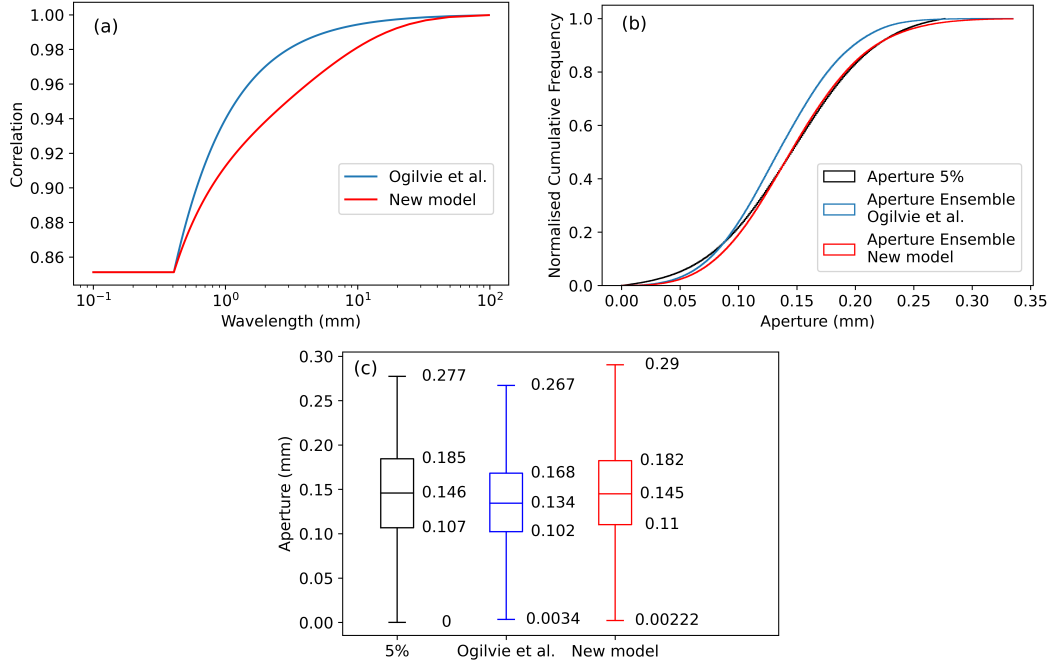 (a)
Correlation
1.00
0.98
0.96
0.94
0.92
0.90
0.88
0.86
10⁻¹
10⁰
10¹
10²
Wavelength (mm)
Ogilvie et al.
New model
(b)
Normalised Cumulative Frequency
1.0
0.8
0.6
0.4
0.2
0.0
0.00
0.05
0.10
0.15
0.20
0.25
0.30
0.35
Aperture (mm)
Aperture 5%
Aperture Ensemble
Ogilvie et al.
Aperture Ensemble
New model
(c)
Aperture (mm)
0.30
0.25
0.20
0.15
0.10
0.05
0.00
0.277
0.185
0.146
0.107
0
0.267
0.168
0.134
0.102
0.0034
0.29
0.182
0.145
0.11
0.00222
5%
Ogilvie et al.
New model